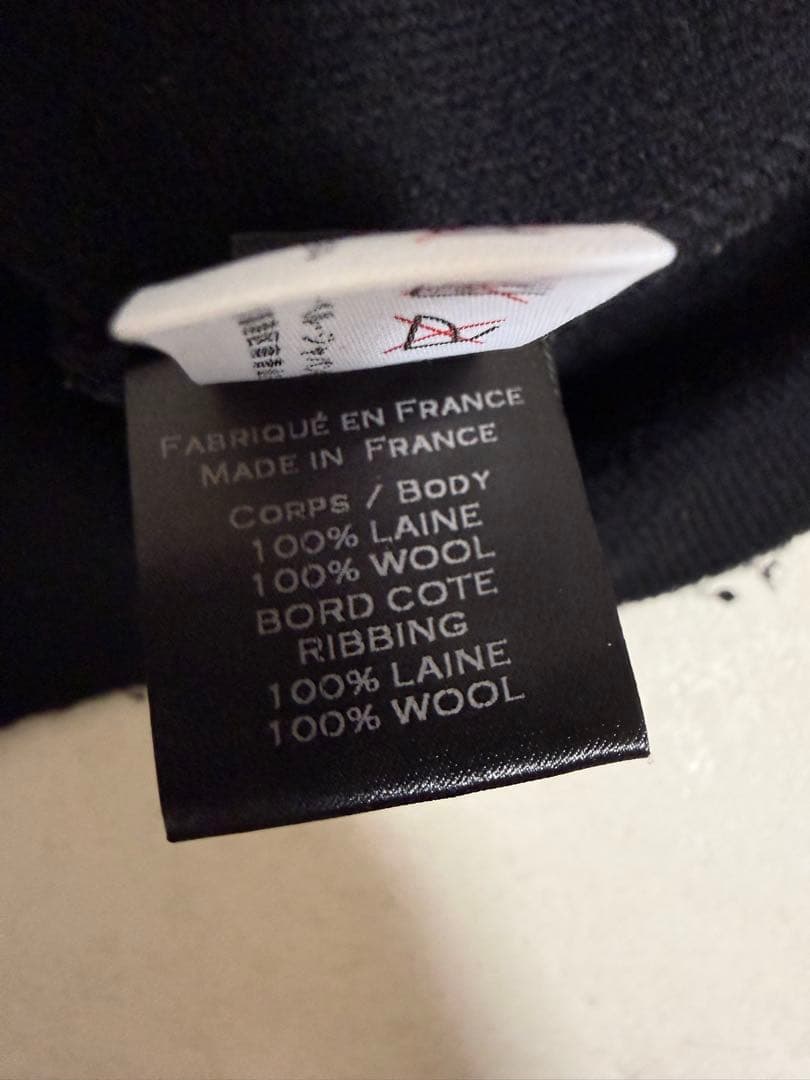 FABRIQUÉ EN FRANCE
MADE IN FRANCE
CORPS / BODY
100% LAINE
100% WOOL
BORD COTE
RIBBING
100% LAINE
100% WOOL